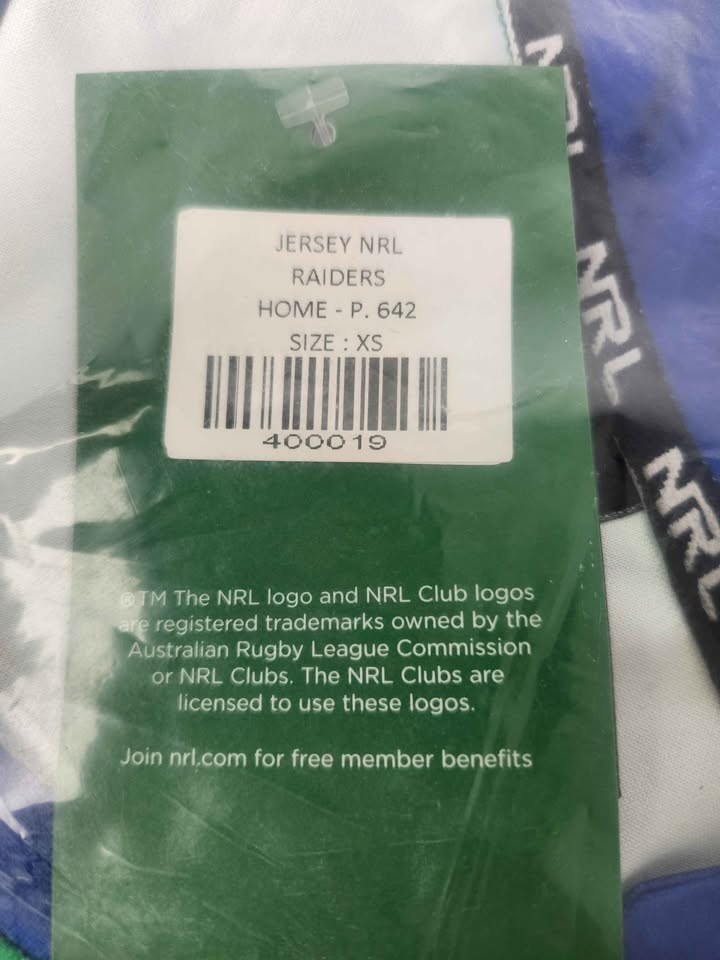 JERSEY NRL
RAIDERS
HOME - P. 642
SIZE : XS
400019
®TM The NRL logo and NRL Club logos
are registered trademarks owned by the
Australian Rugby League Commission
or NRL Clubs. The NRL Clubs are
licensed to use these logos.
Join nrl.com for free member benefits
NRL
NRL
NRL